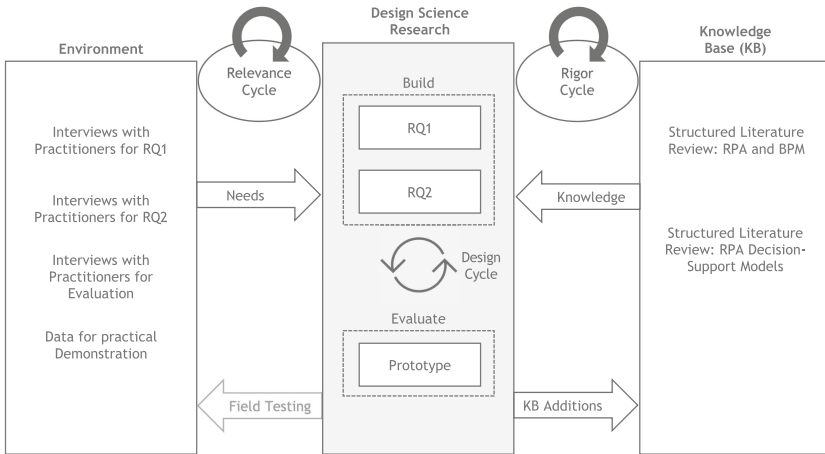 Environment
Interviews with
Practitioners for RQ1
Interviews with
Practitioners for RQ2
Interviews with
Practitioners for
Evaluation
Data for practical
Demonstration
Relevance
Cycle
Needs
Field Testing
Design Science
Research
Build
RQ1
RQ2
Design
Cycle
Evaluate
Prototype
Rigor
Cycle
Knowledge
KB Additions
Knowledge
Base (KB)
Structured Literature
Review: RPA and BPM
Structured Literature
Review: RPA Decision-
Support Models